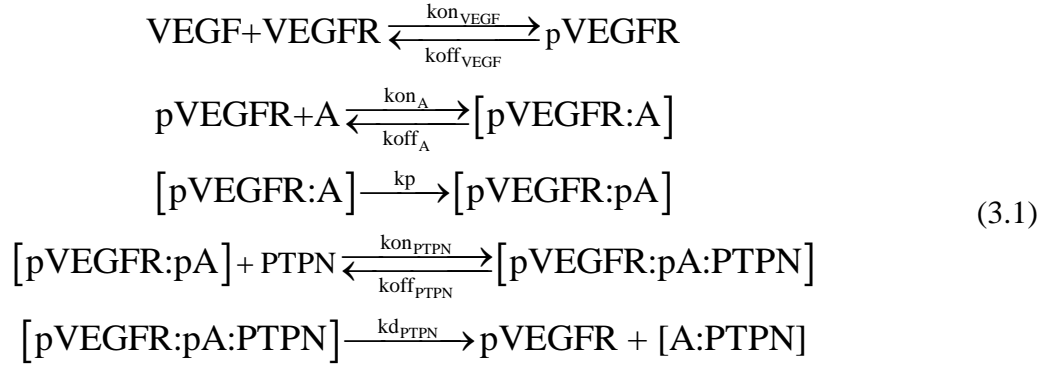 kon_VEGF
VEGF+VEGFR ⇌ pVEGFR
koff_VEGF
kon_A
pVEGFR+A ⇌ [pVEGFR:A]
koff_A
kp
[pVEGFR:A] → [pVEGFR:pA]
(3.1)
kon_PTPN
[pVEGFR:pA] + PTPN ⇌ [pVEGFR:pA:PTPN]
koff_PTPN
kd_PTPN
[pVEGFR:pA:PTPN] → pVEGFR + [A:PTPN]